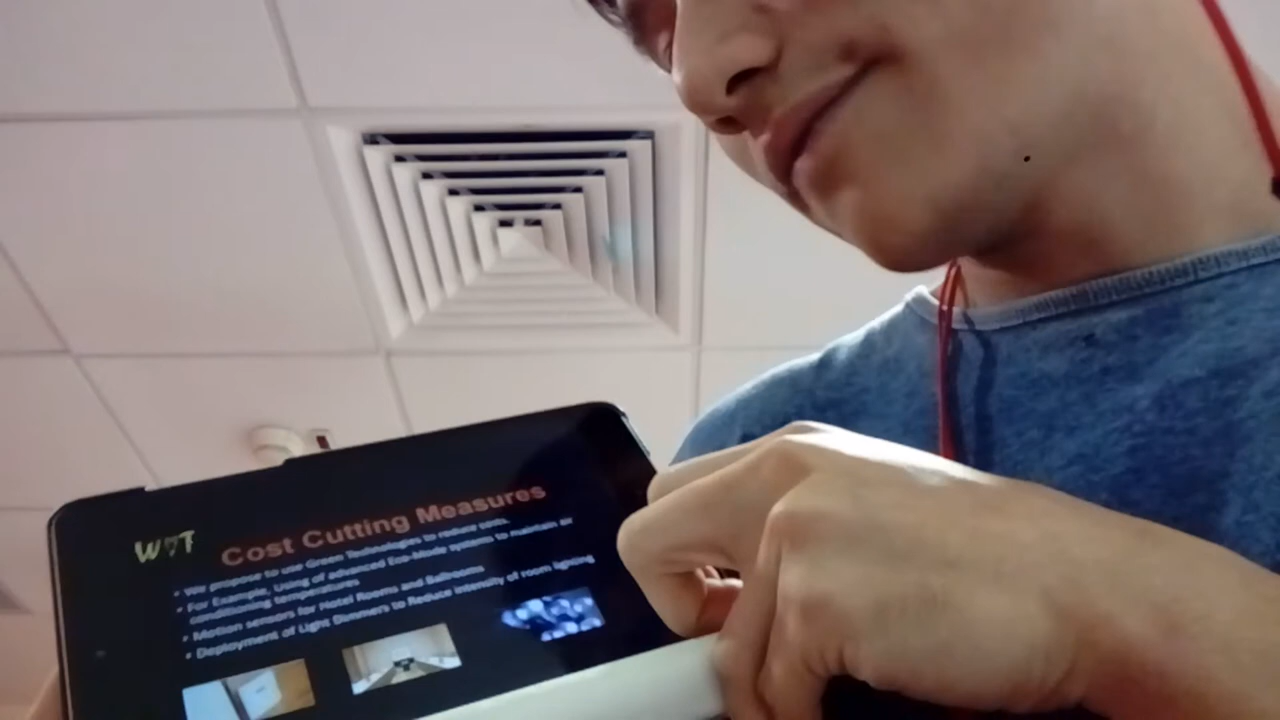 WOT
Cost Cutting Measures
• We propose to use Green Technologies to reduce costs.
• For Example, Using of advanced Eco-Mode systems to maintain air
conditioning temperatures
• Motion sensors for Hotel Rooms and Ballrooms
• Deployment of Light Dimmers to Reduce intensity of room lighting